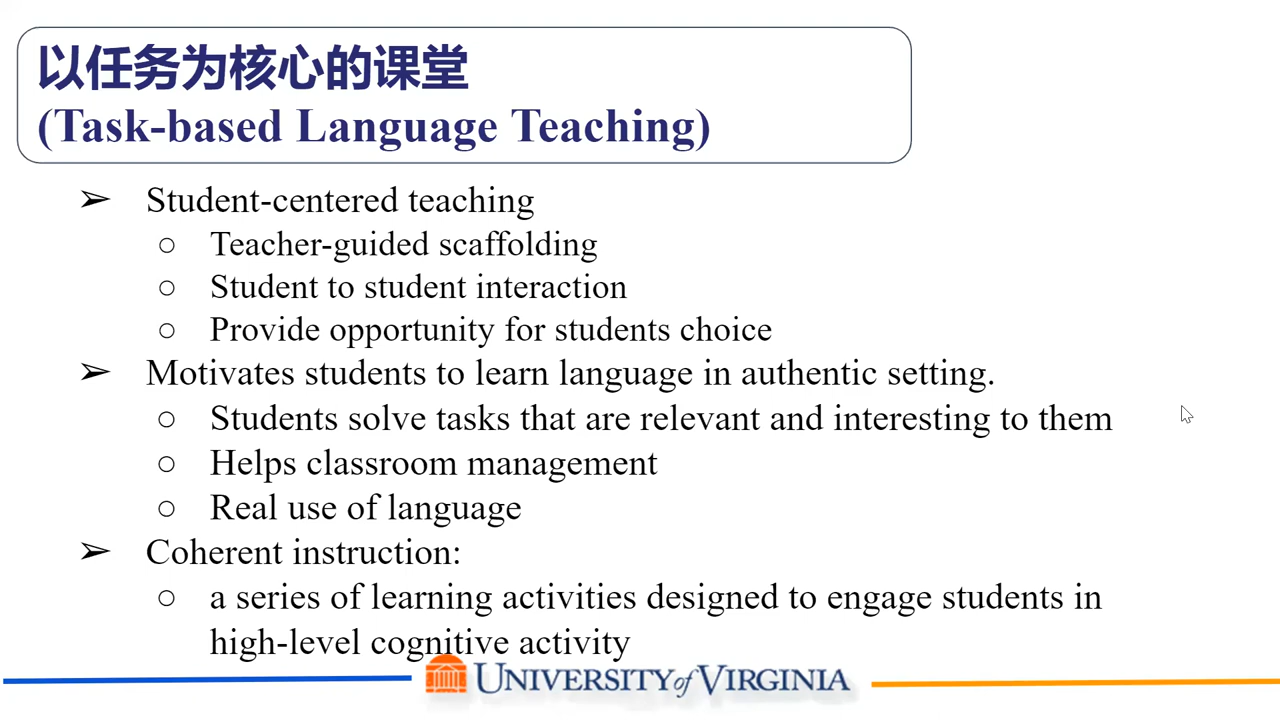 以任务为核心的课堂
(Task-based Language Teaching)
➢ Student-centered teaching
○ Teacher-guided scaffolding
○ Student to student interaction
○ Provide opportunity for students choice
➢ Motivates students to learn language in authentic setting.
○ Students solve tasks that are relevant and interesting to them
○ Helps classroom management
○ Real use of language
➢ Coherent instruction:
○ a series of learning activities designed to engage students in
high-level cognitive activity
UNIVERSITY of VIRGINIA